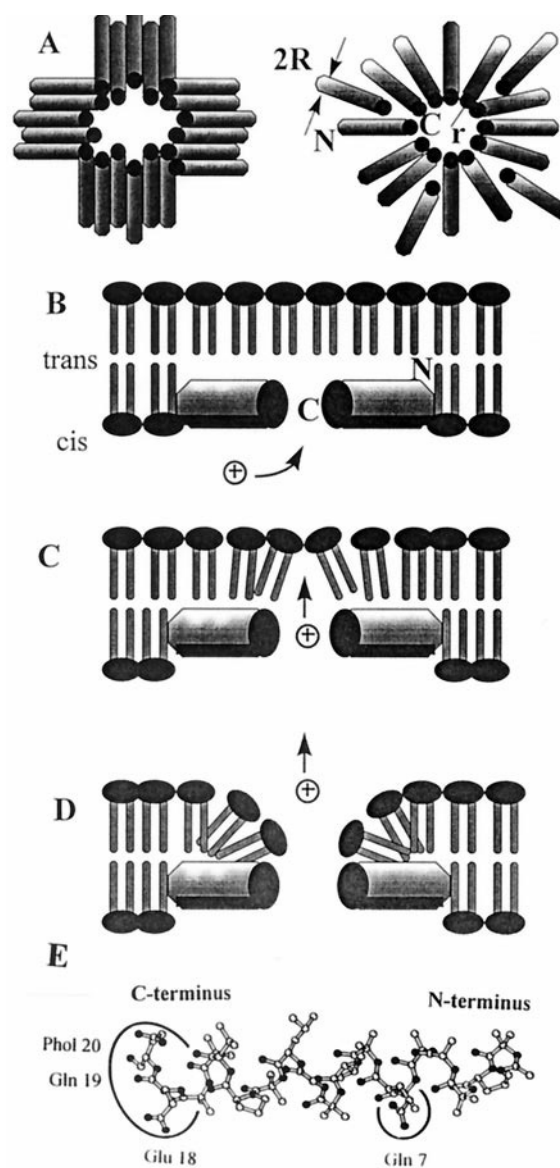 A
2R
N
C
r
B
trans
cis
N
C
+
C
+
+
D
E
C-terminus
N-terminus
Phol 20
Gln 19
Glu 18
Gln 7